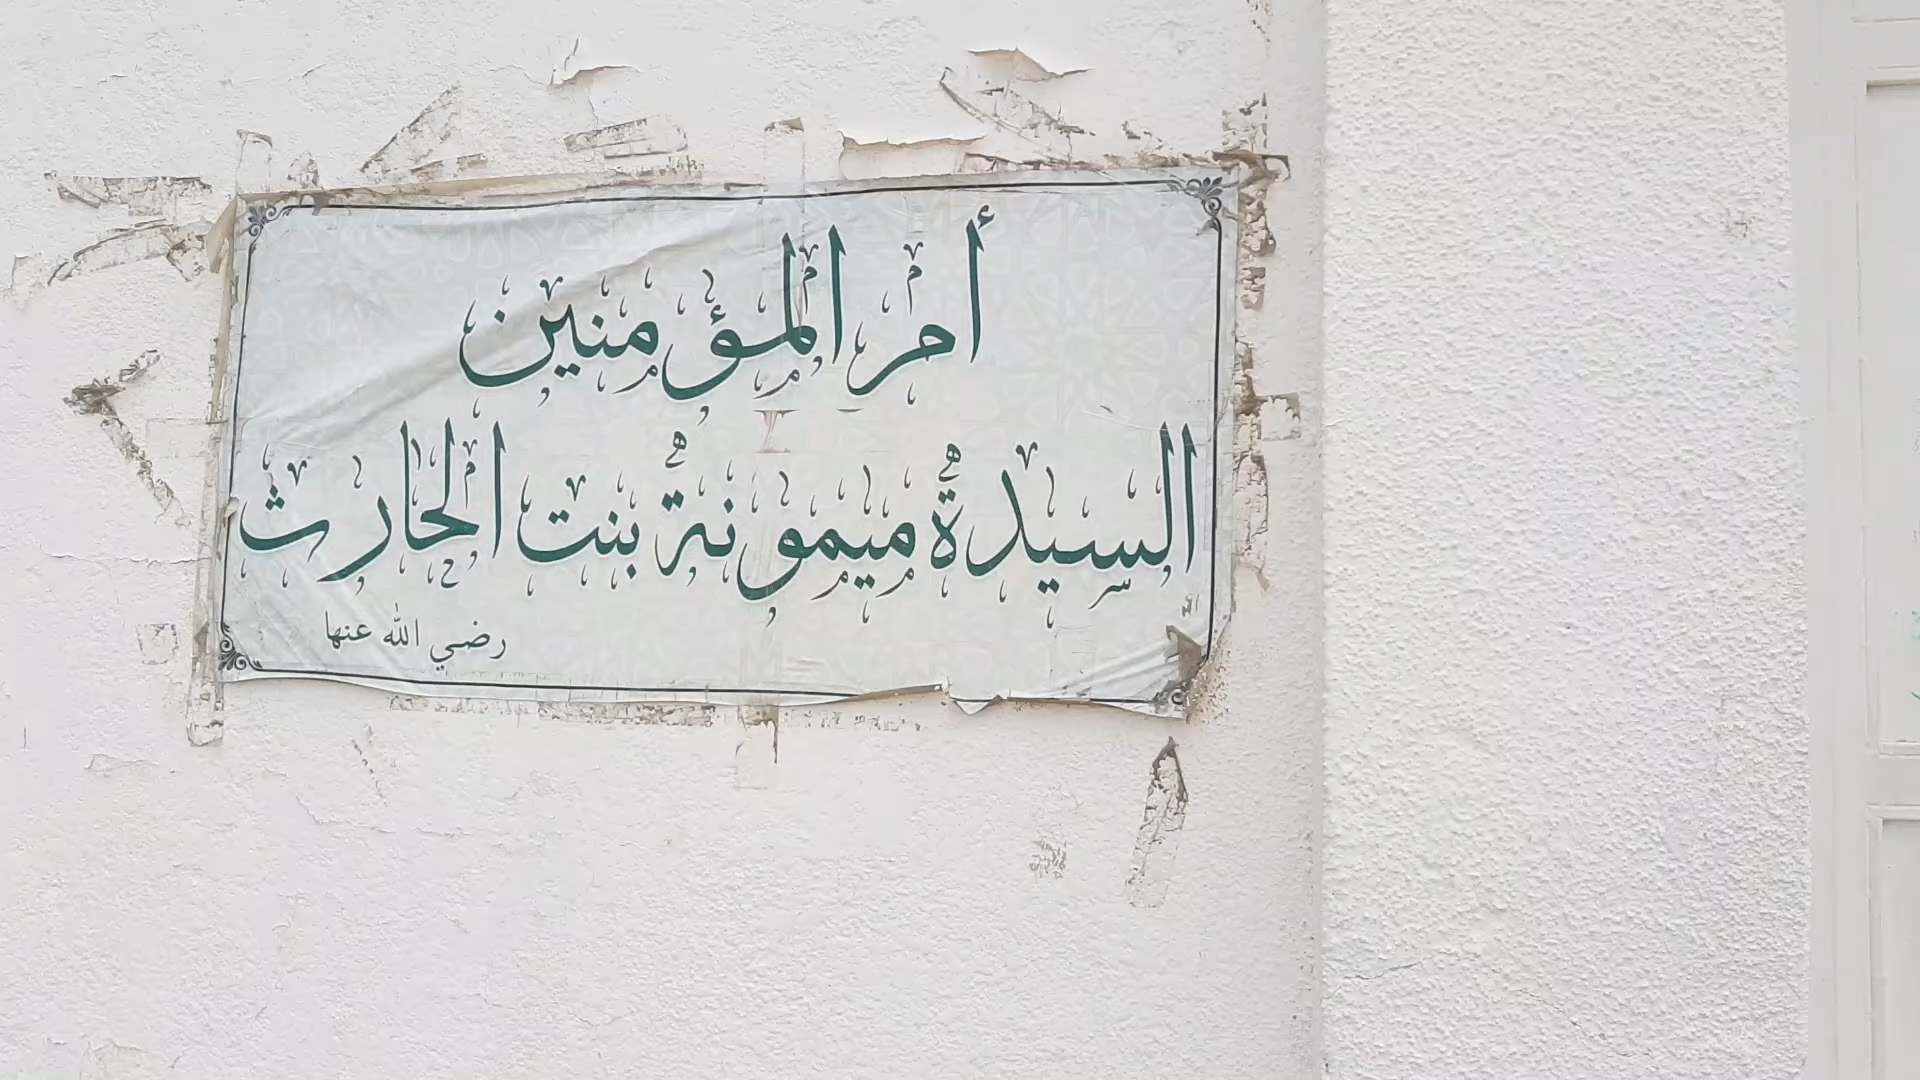 أم المؤمنين
السيدة ميمونة بنت الحارث
رضي الله عنها